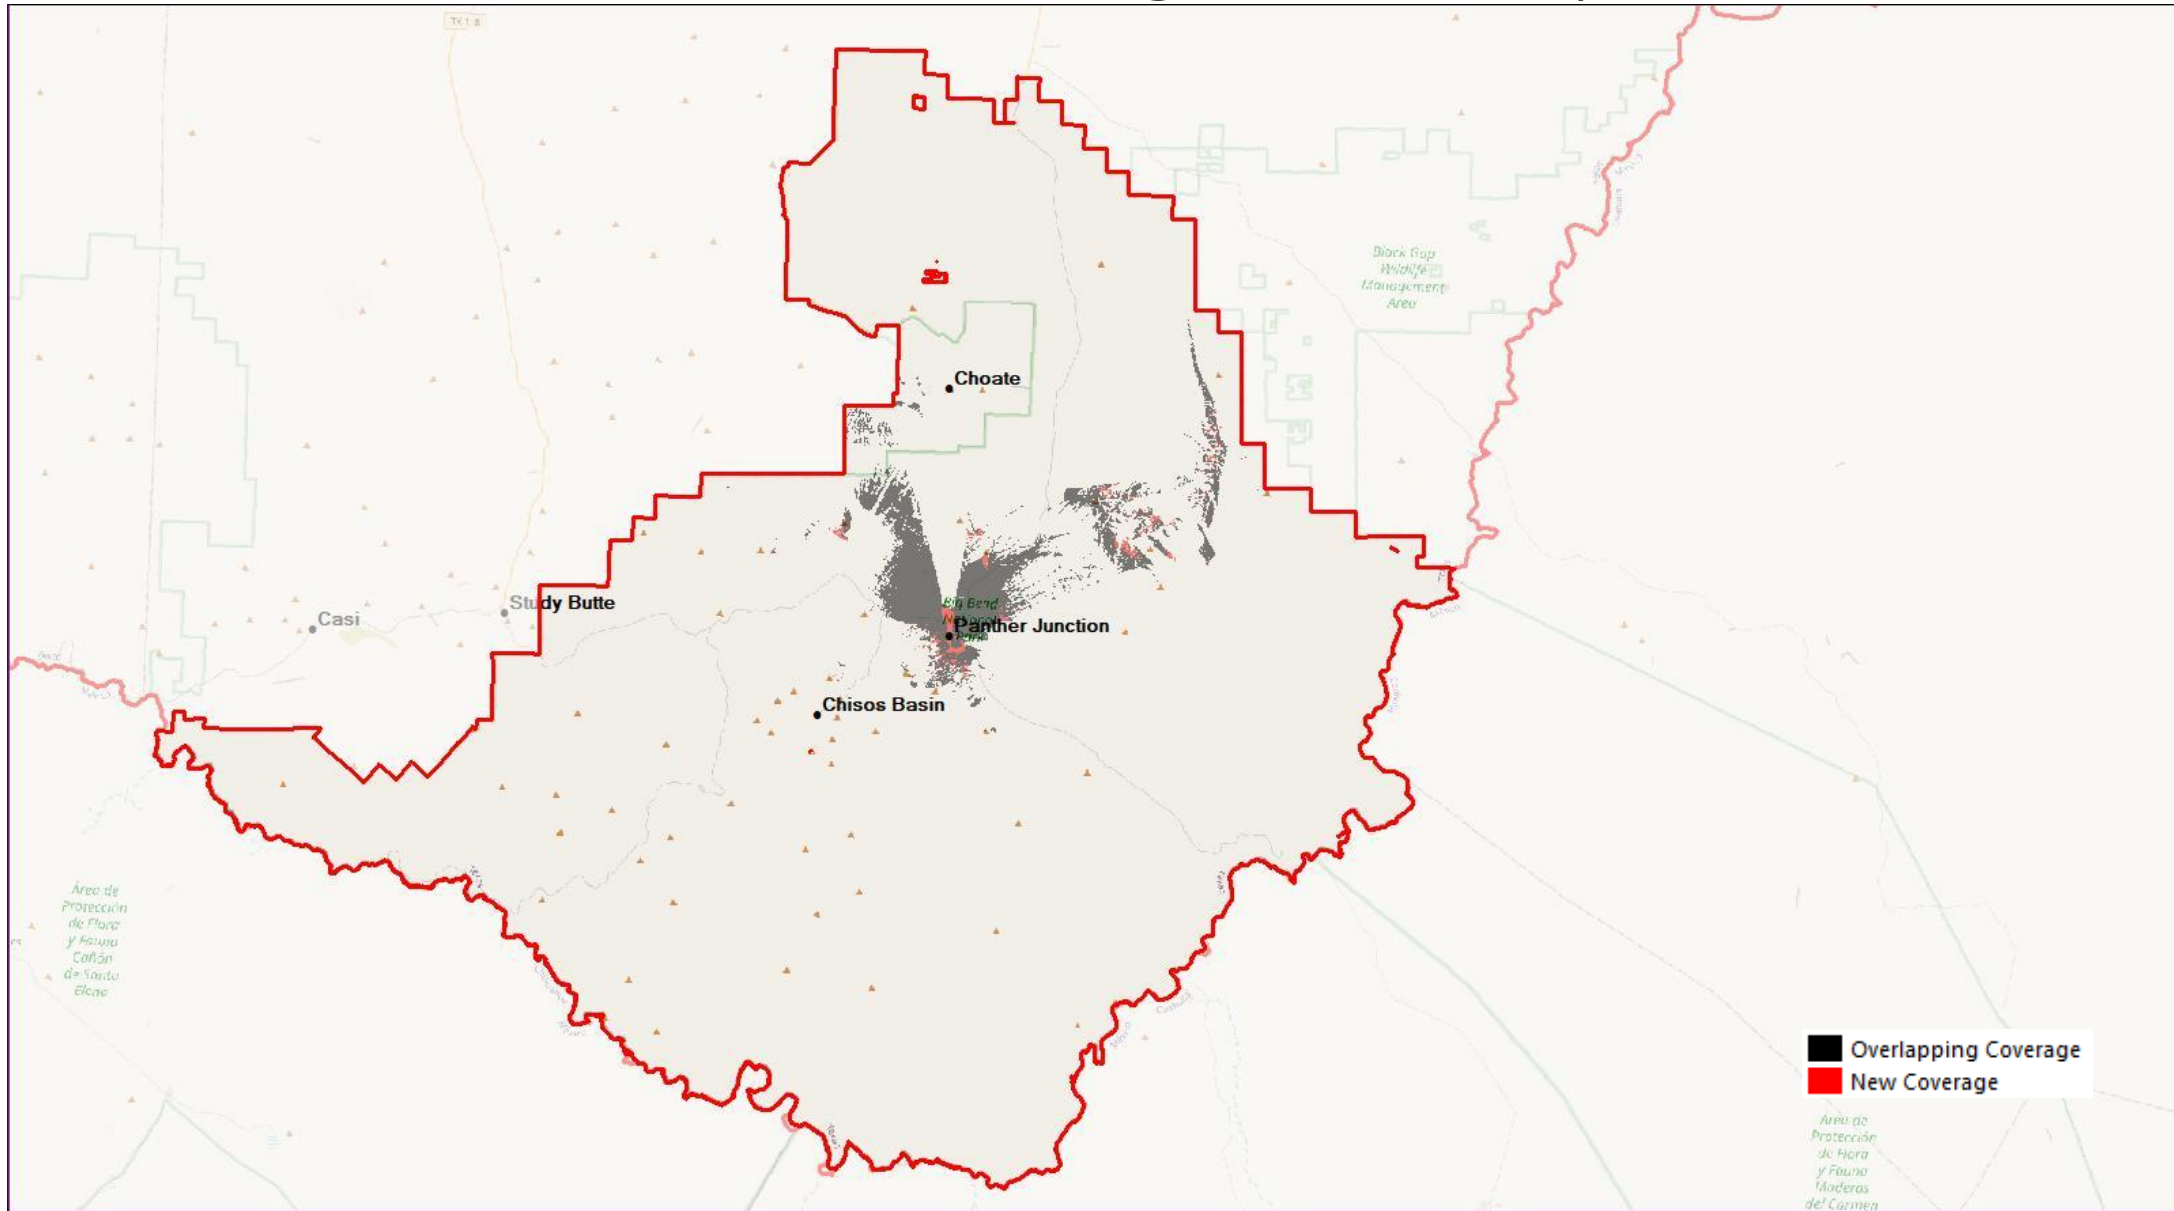 TX 118
Black Gap
Wildlife
Management
Area
Choate
Study Butte
Casi
Big Bend
National
Park
Panther Junction
Chisos Basin
Área de
Protección
de Flora
y Fauna
Cañón
de Santa
Elena
Overlapping Coverage
New Coverage
Área de
Protección
de Flora
y Fauna
Maderas
del Carmen